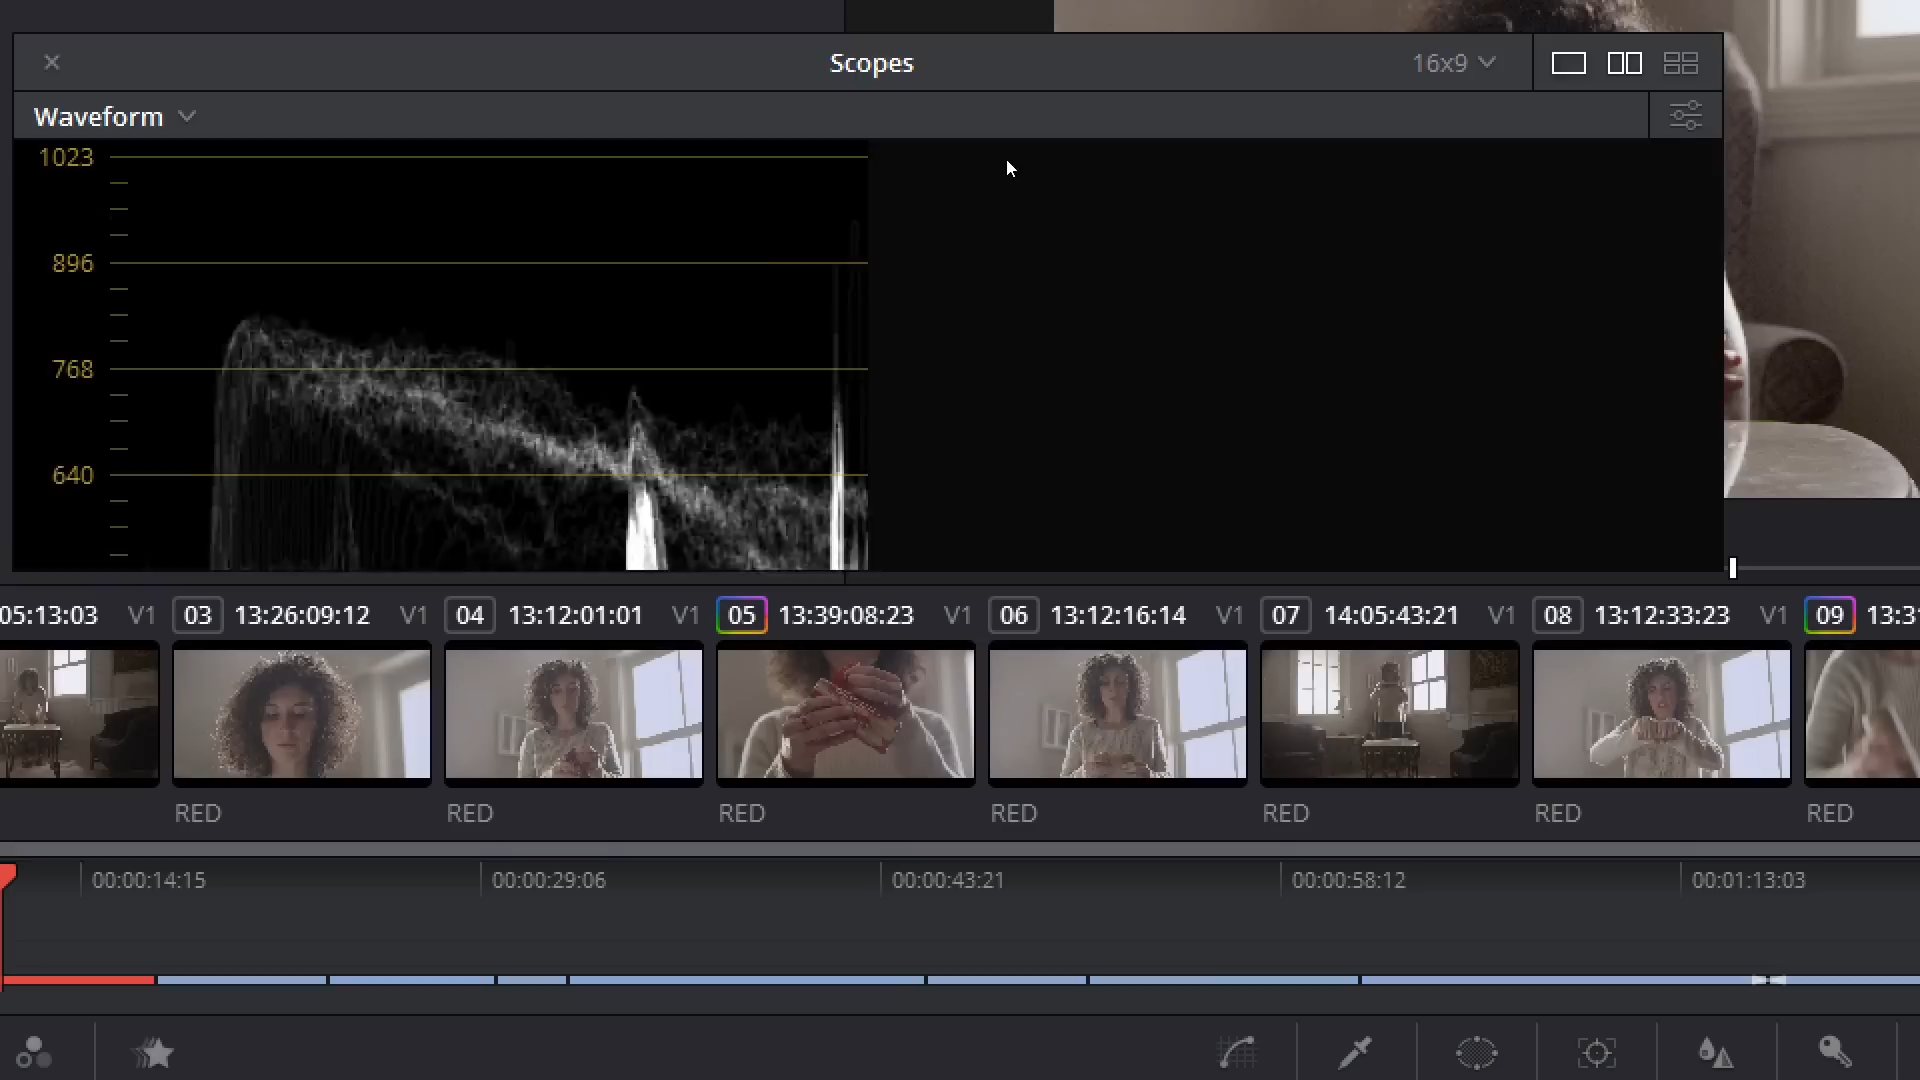 Scopes
16x9
Waveform
1023
896
768
640
05:13:03 V1 03 13:26:09:12 V1 04 13:12:01:01 V1 05 13:39:08:23 V1 06 13:12:16:14 V1 07 14:05:43:21 V1 08 13:12:33:23 V1 09 13:3
RED RED RED RED RED RED RED
00:00:14:15 00:00:29:06 00:00:43:21 00:00:58:12 00:01:13:03